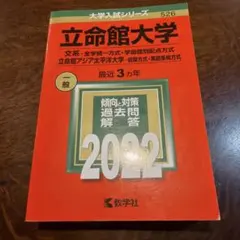 大学入試シリーズ
526
立命館大学
文系-全学統一方式・学部個別配点方式
立命館アジア太平洋大学-前期方式・英語重視方式
最近3カ年
一般
傾向と対策
過去問
解答
2022
教学社